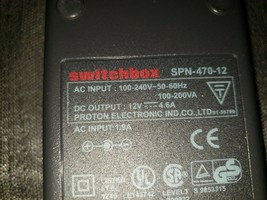 switchbox SPN-470-12
AC INPUT : 100-240V~50-60Hz
100-200VA
DC OUTPUT : 12V 4.6A
PROTON ELECTRONIC IND.CO.,LTD
AC INPUT:1.8A
LISTED
LEVEL 3